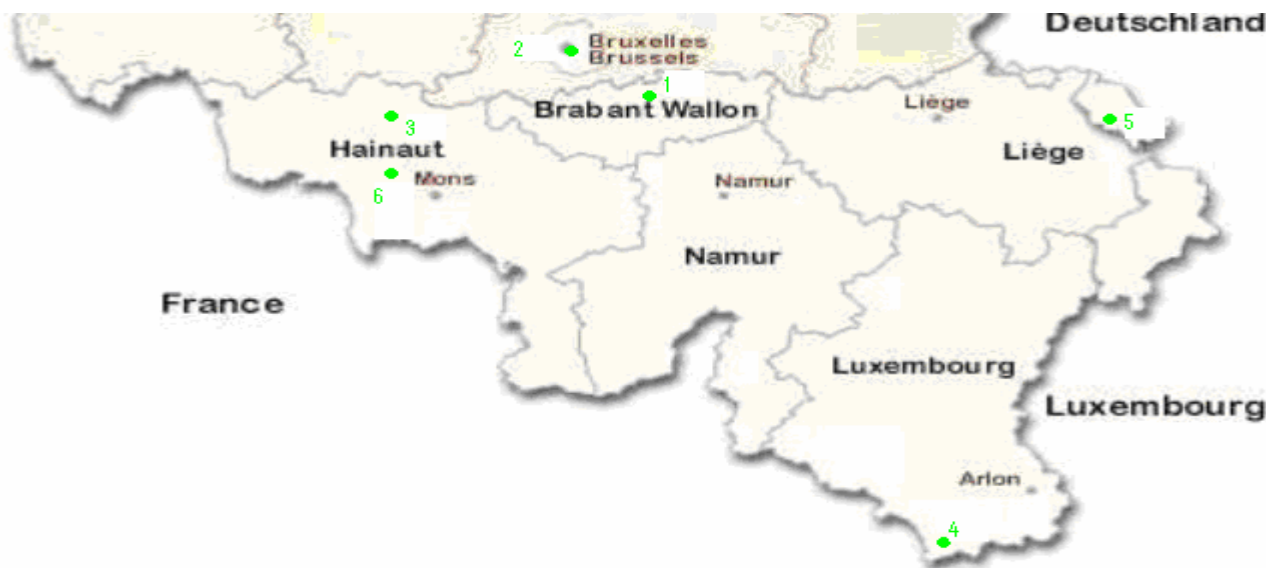 Deutschland
2
Bruxelles
Brussels
1
Brabant Wallon
Liège
5
3
Hainaut
Liège
Mons
Namur
6
Namur
France
Luxembourg
Luxembourg
Arlon
4